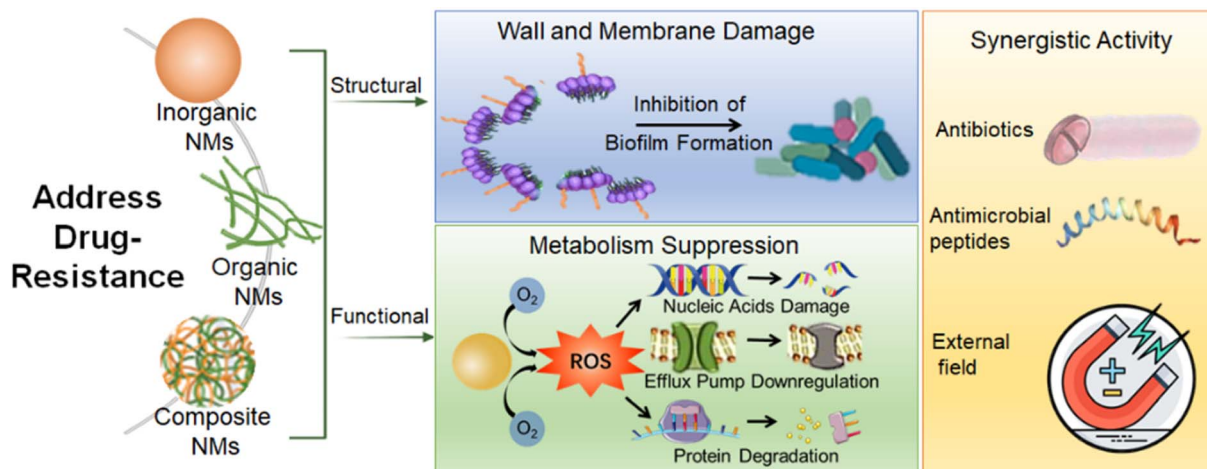 Address
Drug-
Resistance
Inorganic
NMs
Organic
NMs
Composite
NMs
Structural
Functional
Wall and Membrane Damage
Inhibition of
Biofilm Formation
Metabolism Suppression
O2
O2
ROS
Nucleic Acids Damage
Efflux Pump Downregulation
Protein Degradation
Synergistic Activity
Antibiotics
Antimicrobial
peptides
External
field